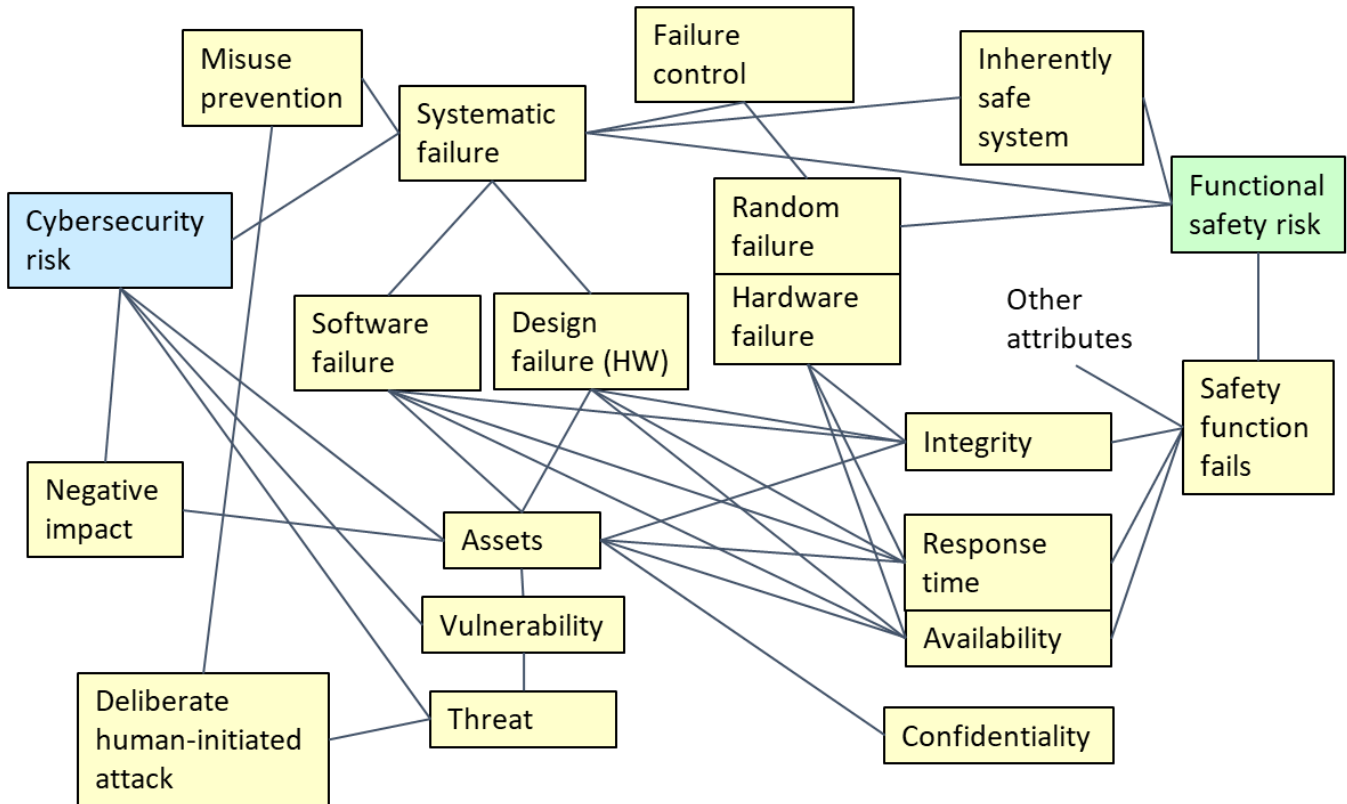 Misuse
prevention
Systematic
failure
Failure
control
Inherently
safe
system
Cybersecurity
risk
Random
failure
Functional
safety risk
Software
failure
Design
failure (HW)
Hardware
failure
Other
attributes
Safety
function
fails
Integrity
Negative
impact
Assets
Response
time
Vulnerability
Availability
Deliberate
human-initiated
attack
Threat
Confidentiality